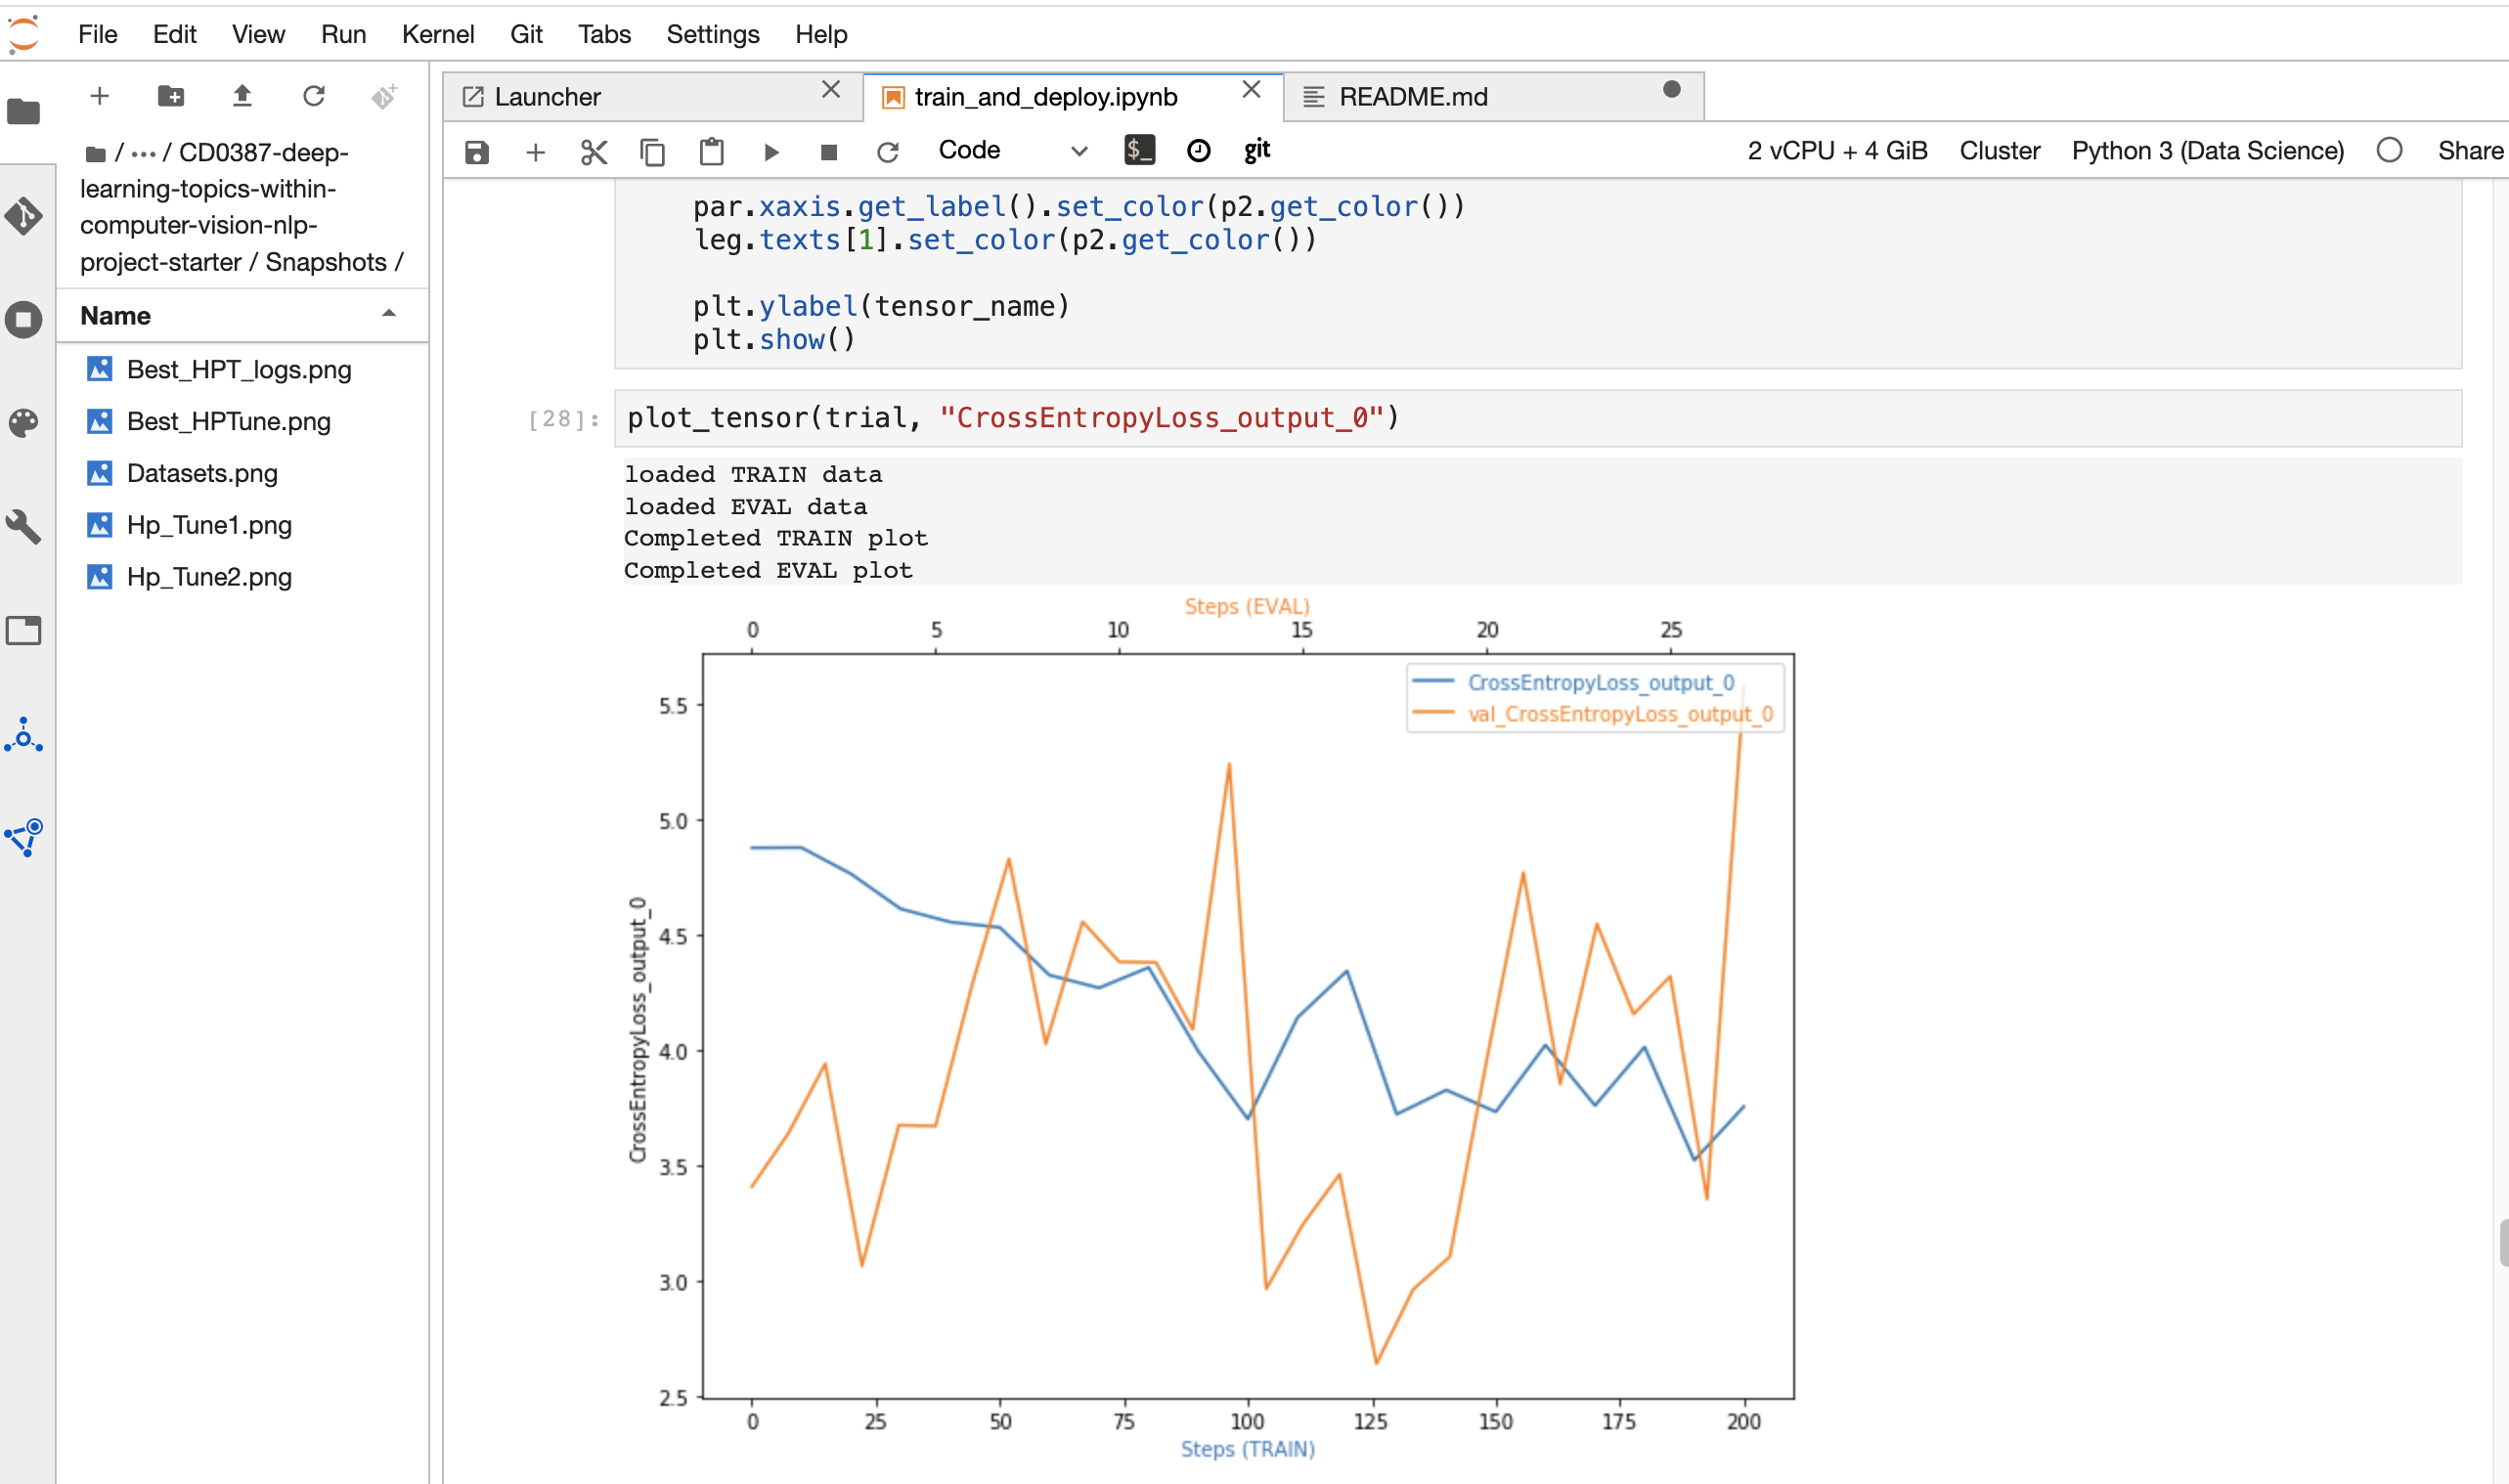 File Edit View Run Kernel Git Tabs Settings Help
/ ··· / CD0387-deep-
learning-topics-within-
computer-vision-nlp-
project-starter / Snapshots /
Name
Best_HPT_logs.png
Best_HPTune.png
Datasets.png
Hp_Tune1.png
Hp_Tune2.png
Launcher
train_and_deploy.ipynb
README.md
Code
$_
git
2 vCPU + 4 GiB
Cluster
Python 3 (Data Science)
Share
par.xaxis.get_label().set_color(p2.get_color())
leg.texts[1].set_color(p2.get_color())
plt.ylabel(tensor_name)
plt.show()
[28]:
plot_tensor(trial, "CrossEntropyLoss_output_0")
loaded TRAIN data
loaded EVAL data
Completed TRAIN plot
Completed EVAL plot
Steps (EVAL)
0 5 10 15 20 25
CrossEntropyLoss_output_0
val_CrossEntropyLoss_output_0
CrossEntropyLoss_output_0
5.5
5.0
4.5
4.0
3.5
3.0
2.5
0 25 50 75 100 125 150 175 200
Steps (TRAIN)